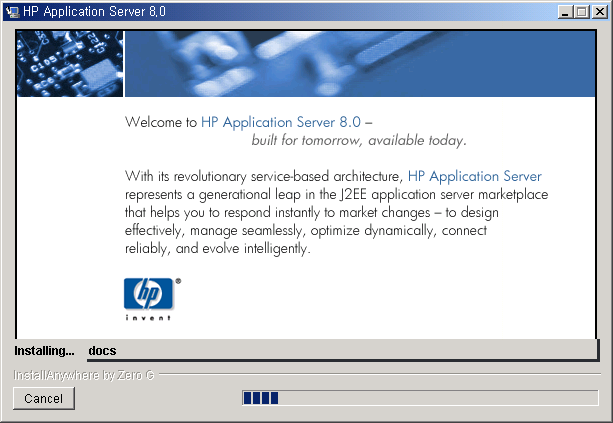 HP Application Server 8,0
Welcome to HP Application Server 8.0 –
built for tomorrow, available today.
With its revolutionary service-based architecture, HP Application Server
represents a generational leap in the J2EE application server marketplace
that helps you to respond instantly to market changes – to design
effectively, manage seamlessly, optimize dynamically, connect
reliably, and evolve intelligently.
hp ®
invent
Installing... docs
InstallAnywhere by Zero G
Cancel